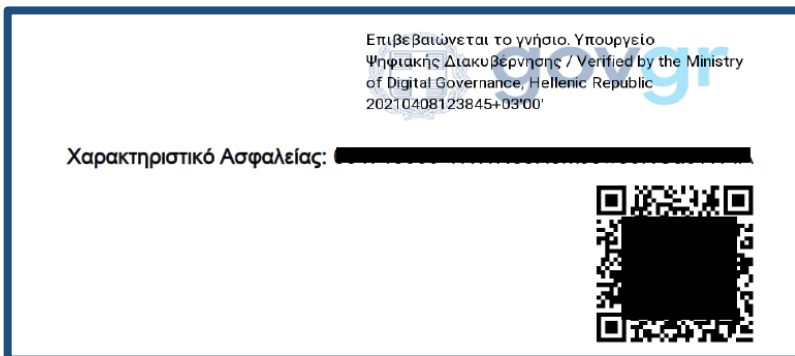 Επιβεβαιώνεται το γνήσιο. Υπουργείο
Ψηφιακής Διακυβέρνησης / Verified by the Ministry
of Digital Governance, Hellenic Republic
20210408123845+03'00'
govgr
Χαρακτηριστικό Ασφαλείας: